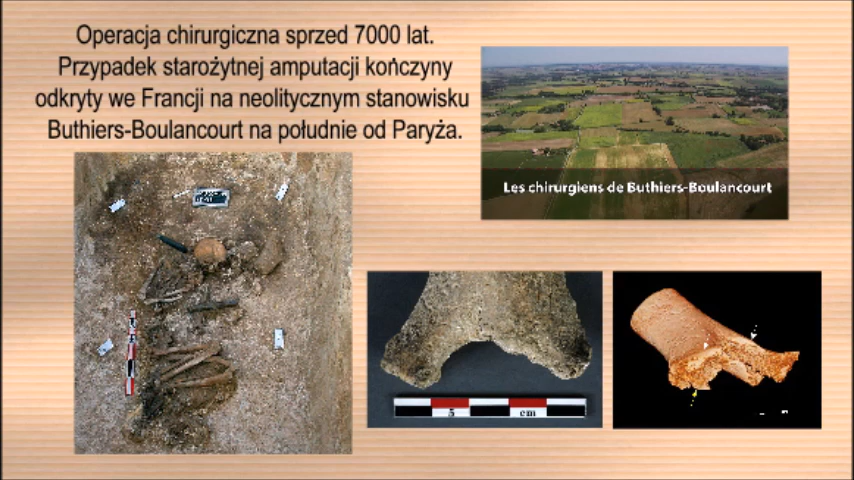 Operacja chirurgiczna sprzed 7000 lat.
Przypadek starożytnej amputacji kończyny
odkryty we Francji na neolitycznym stanowisku
Buthiers-Boulancourt na południe od Paryża.
Les chirurgiens de Buthiers-Boulancourt
5 cm